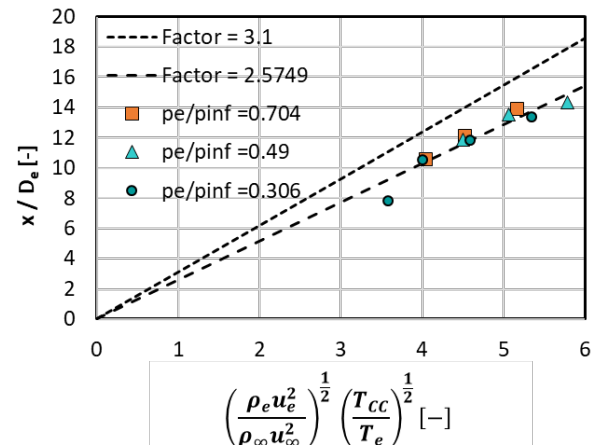 20
18
16
14
12
10
8
6
4
2
0
x / Dₑ [-]
Factor = 3.1
Factor = 2.5749
pe/pinf =0.704
pe/pinf =0.49
pe/pinf =0.306
0 1 2 3 4 5 6
(ρₑuₑ²/ρ∞u∞²)^(1/2) (T_CC/Tₑ)^(1/2) [−]